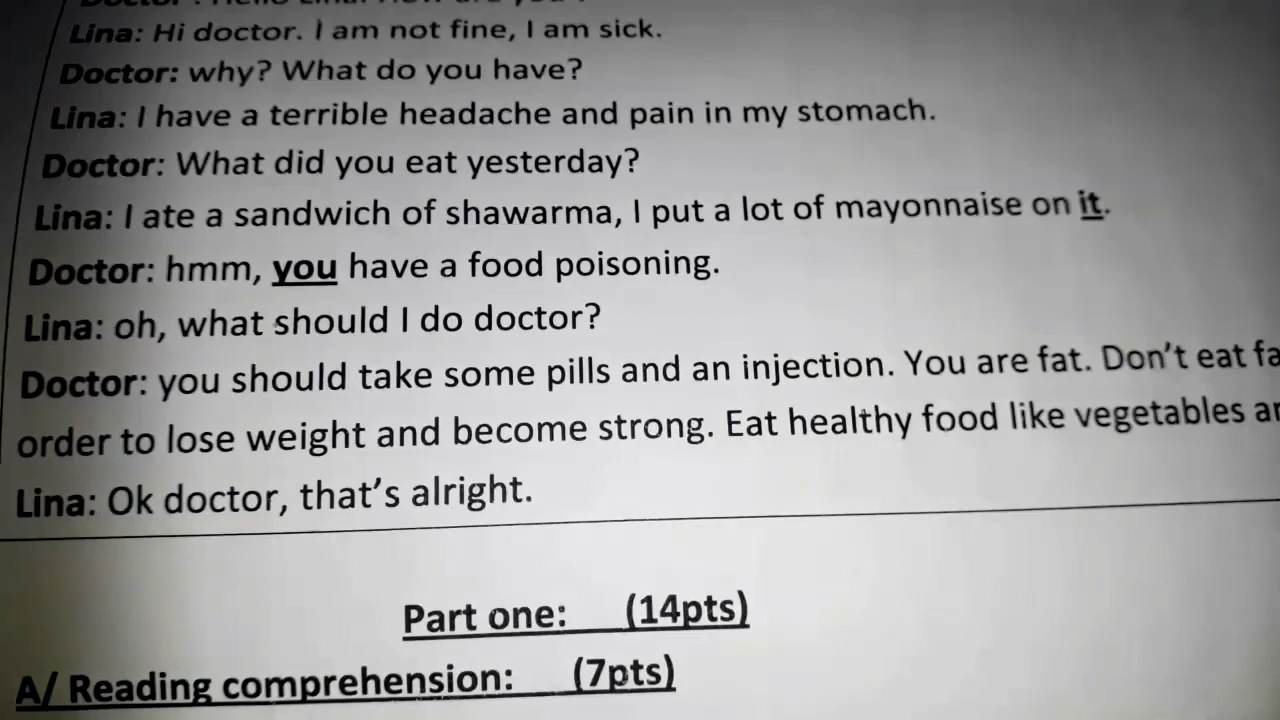 Lina: Hi doctor. I am not fine, I am sick.
Doctor: why? What do you have?
Lina: I have a terrible headache and pain in my stomach.
Doctor: What did you eat yesterday?
Lina: I ate a sandwich of shawarma, I put a lot of mayonnaise on it.
Doctor: hmm, you have a food poisoning.
Lina: oh, what should I do doctor?
Doctor: you should take some pills and an injection. You are fat. Don't eat
order to lose weight and become strong. Eat healthy food like vegetables
Lina: Ok doctor, that's alright.
Part one: (14pts)
A/ Reading comprehension: (7pts)